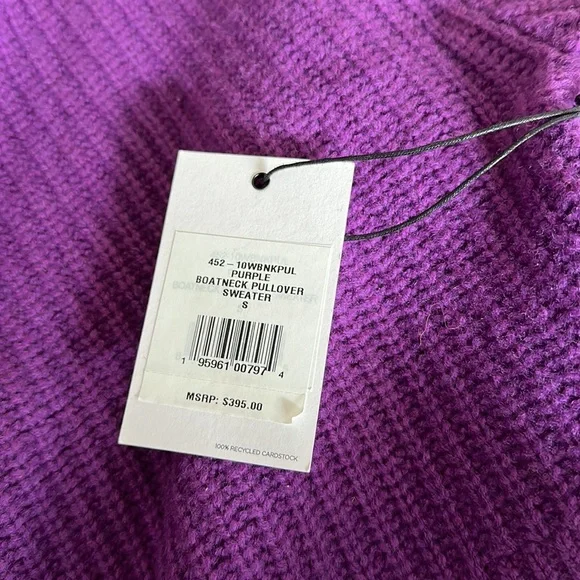 452-10WBNKPUL
PURPLE
BOATNECK PULLOVER
SWEATER
S
1 95961 00797 4
MSRP: $395.00
100% RECYCLED CARDSTOCK